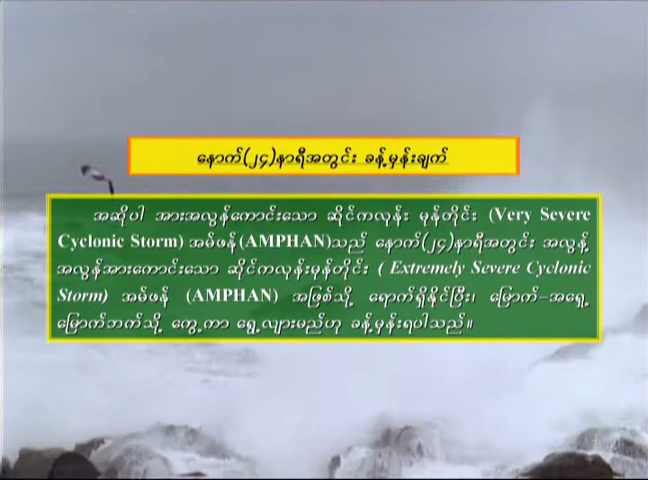 နောက်(၂၄)နာရီအတွင်း ခန့်မှန်းချက်
အဆိုပါ အားအလွန်ကောင်းသော ဆိုင်ကလုန်း မုန်တိုင်း (Very Severe
Cyclonic Storm) အမ်ဖန်(AMPHAN)သည် နောက်(၂၄)နာရီအတွင်း အလွန့်
အလွန်အားကောင်းသော ဆိုင်ကလုန်းမုန်တိုင်း ( Extremely Severe Cyclonic
Storm) အမ်ဖန် (AMPHAN) အဖြစ်သို့ ရောက်ရှိနိုင်ပြီး၊ မြောက်–အရှေ့
မြောက်ဘက်သို့ ကွေ့ကာ ရွေ့လျားမည်ဟု ခန့်မှန်းရပါသည်။